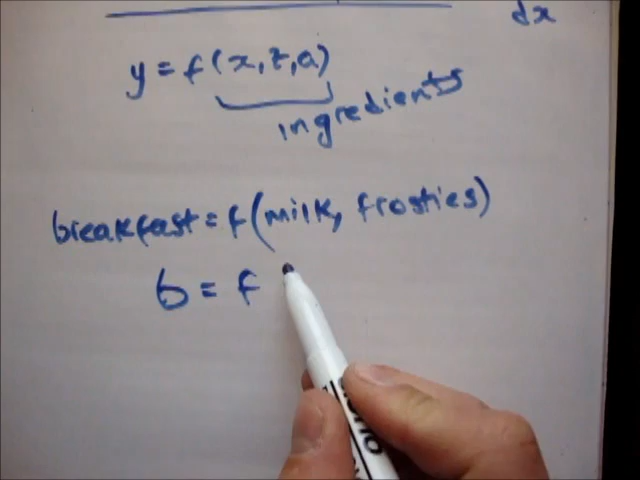 dx
y = f(x, z, a)
ingredients
breakfast = f(milk, frosties)
b = f